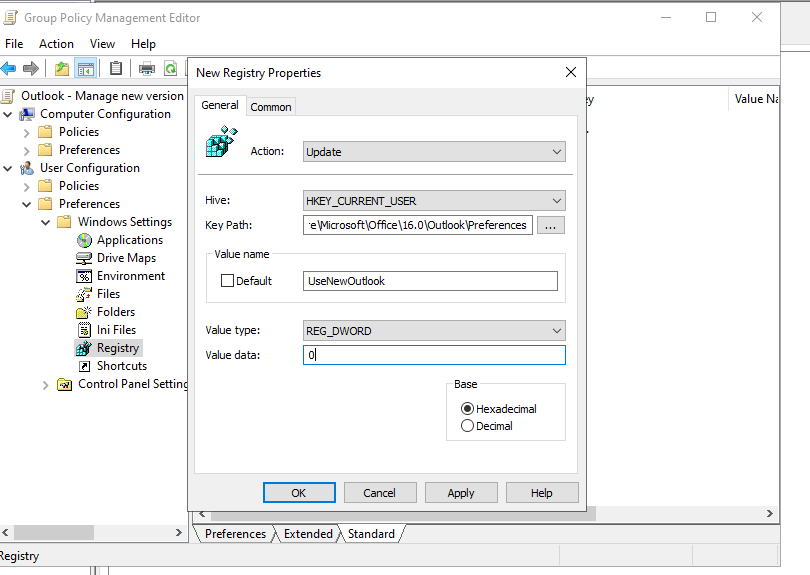 Group Policy Management Editor
File Action View Help
New Registry Properties
Outlook - Manage new version
Computer Configuration
Policies
Preferences
User Configuration
Policies
Preferences
Windows Settings
Applications
Drive Maps
Environment
Files
Folders
Ini Files
Registry
Shortcuts
Control Panel Setting
ey Value Na
General Common
Action: Update
Hive: HKEY_CURRENT_USER
Key Path: e\Microsoft\Office\16.0\Outlook\Preferences ...
Value name
Default UseNewOutlook
Value type: REG_DWORD
Value data: 0
Base
Hexadecimal
Decimal
OK Cancel Apply Help
Preferences Extended Standard
Registry